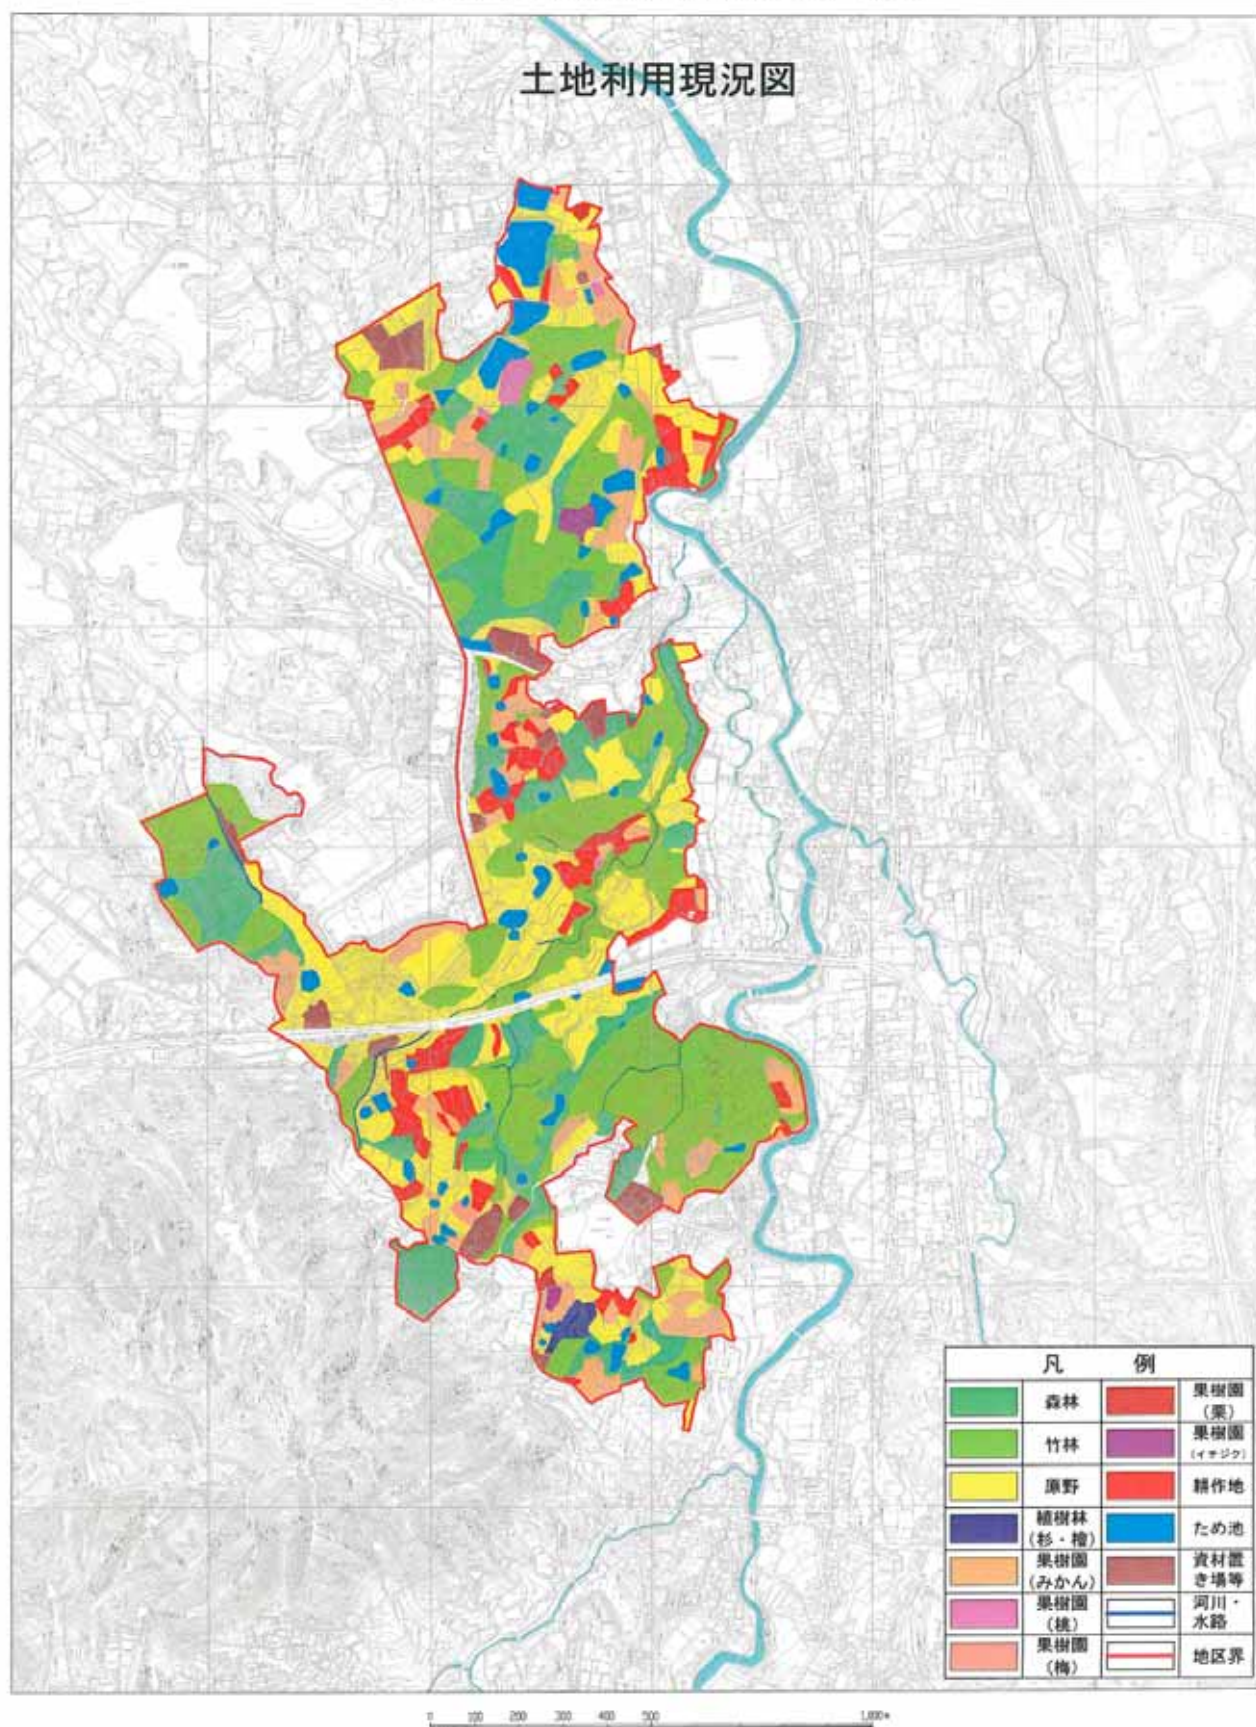 土地利用現況図
凡 例
森林
果樹園
(栗)
竹林
果樹園
(イチジク)
原野
耕作地
植樹林
(杉・檜)
ため池
果樹園
(みかん)
資材置
き場等
果樹園
(桃)
河川・
水路
果樹園
(梅)
地区界
0 100 200 300 400 500 1,000m